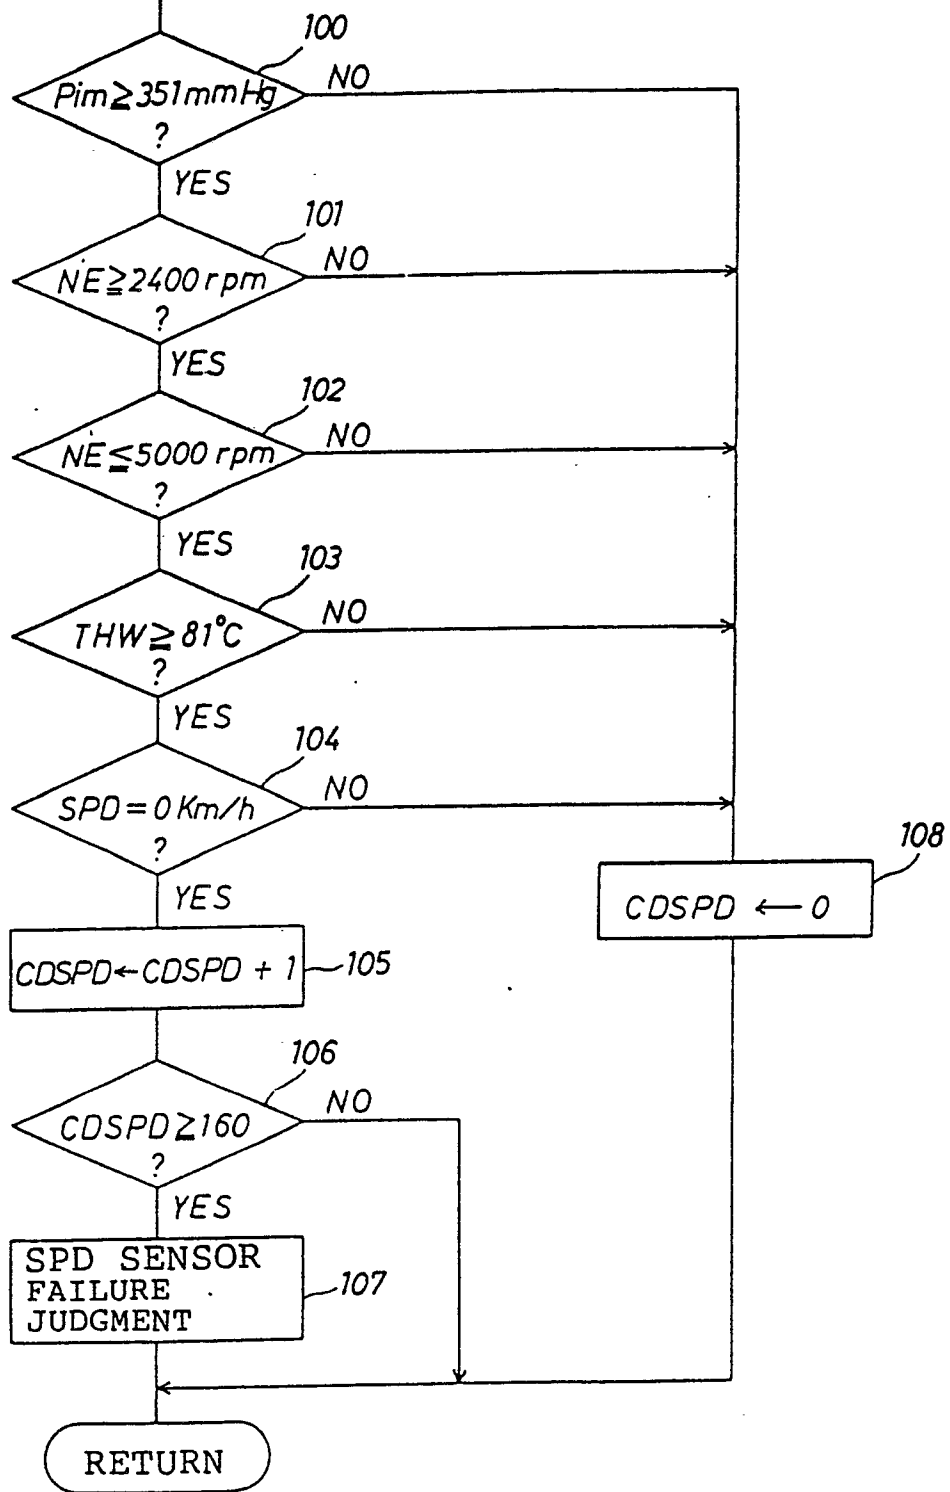 100
Pim≧351mmHg
?
NO
YES
101
NE≧2400 rpm
?
NO
YES
102
NE≦5000 rpm
?
NO
YES
103
THW≧81°C
?
NO
YES
104
SPD=0Km/h
?
NO
YES
108
CDSPD ← 0
CDSPD←CDSPD + 1
105
106
CDSPD≧160
?
NO
YES
SPD SENSOR
FAILURE
JUDGMENT
107
RETURN